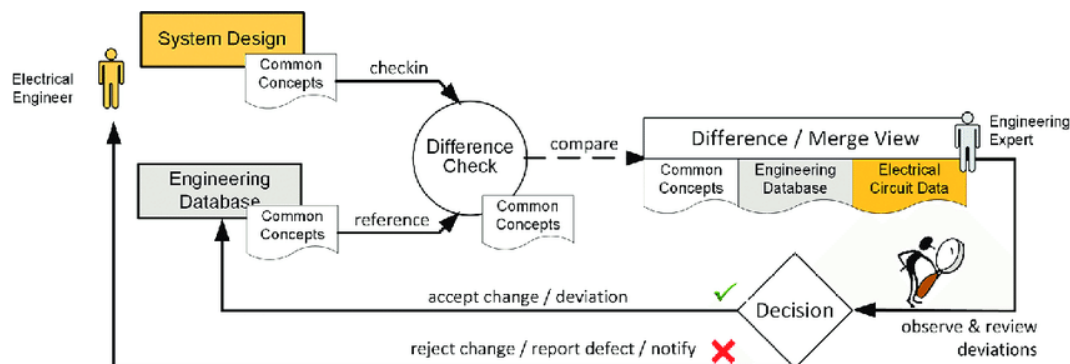 System Design
Common
Concepts
Electrical
Engineer
checkin
Difference
Check
compare
Difference / Merge View
Engineering
Expert
Common
Concepts
Engineering
Database
Electrical
Circuit Data
Engineering
Database
Common
Concepts
reference
Common
Concepts
accept change / deviation
Decision
observe & review
deviations
reject change / report defect / notify